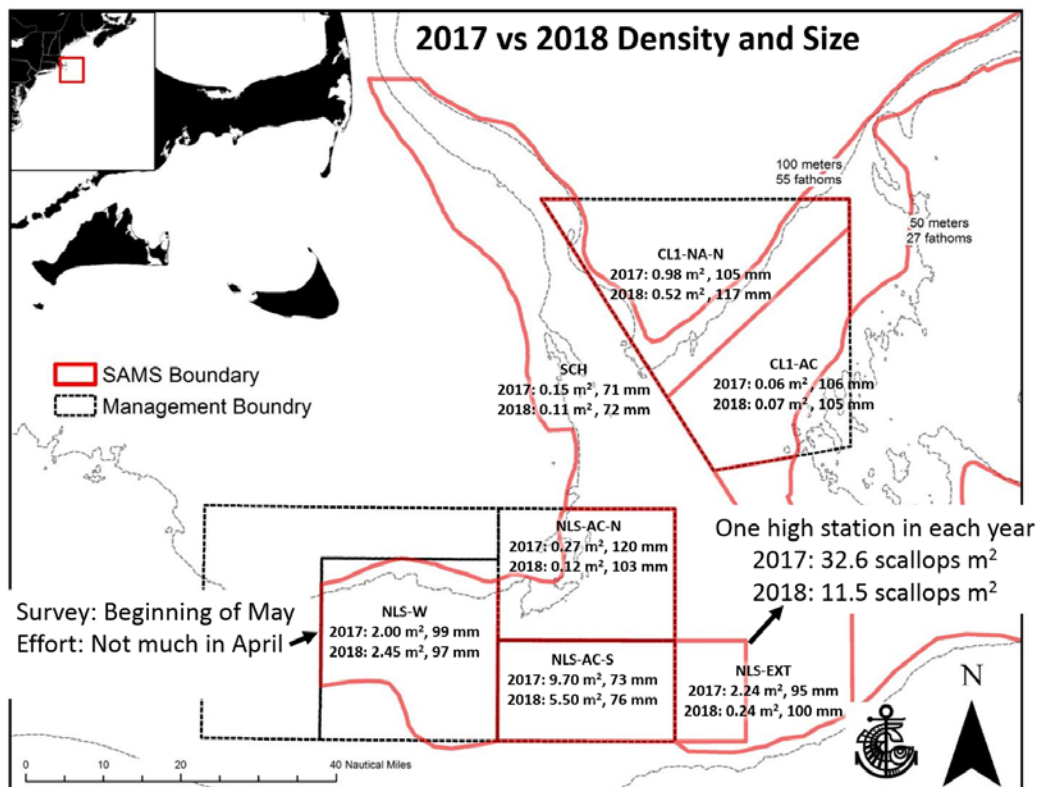 2017 vs 2018 Density and Size
100 meters
55 fathoms
50 meters
27 fathoms
CL1-NA-N
2017: 0.98 m², 105 mm
2018: 0.52 m², 117 mm
CL1-AC
2017: 0.06 m², 106 mm
2018: 0.07 m², 105 mm
SCH
2017: 0.15 m², 71 mm
2018: 0.11 m², 72 mm
SAMS Boundary
Management Boundry
NLS-AC-N
2017: 0.27 m², 120 mm
2018: 0.12 m², 103 mm
One high station in each year
2017: 32.6 scallops m²
2018: 11.5 scallops m²
Survey: Beginning of May
Effort: Not much in April
NLS-W
2017: 2.00 m², 99 mm
2018: 2.45 m², 97 mm
NLS-AC-S
2017: 9.70 m², 73 mm
2018: 5.50 m², 76 mm
NLS-EXT
2017: 2.24 m², 95 mm
2018: 0.24 m², 100 mm
N
0 10 20 40 Nautical Miles